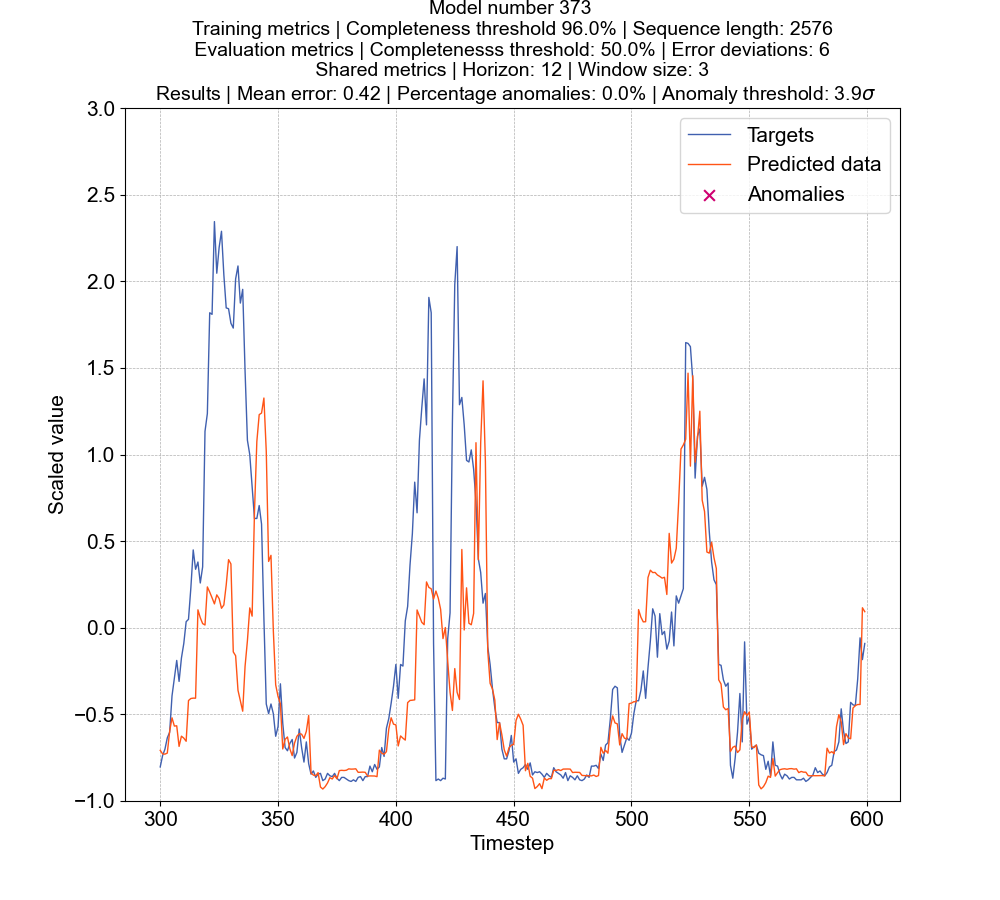 Model number 373
Training metrics | Completeness threshold 96.0% | Sequence length: 2576
Evaluation metrics | Completenesss threshold: 50.0% | Error deviations: 6
Shared metrics | Horizon: 12 | Window size: 3
Results | Mean error: 0.42 | Percentage anomalies: 0.0% | Anomaly threshold: 3.9σ
3.0
2.5
2.0
1.5
1.0
0.5
0.0
−0.5
−1.0
Scaled value
Targets
Predicted data
Anomalies
300 350 400 450 500 550 600
Timestep